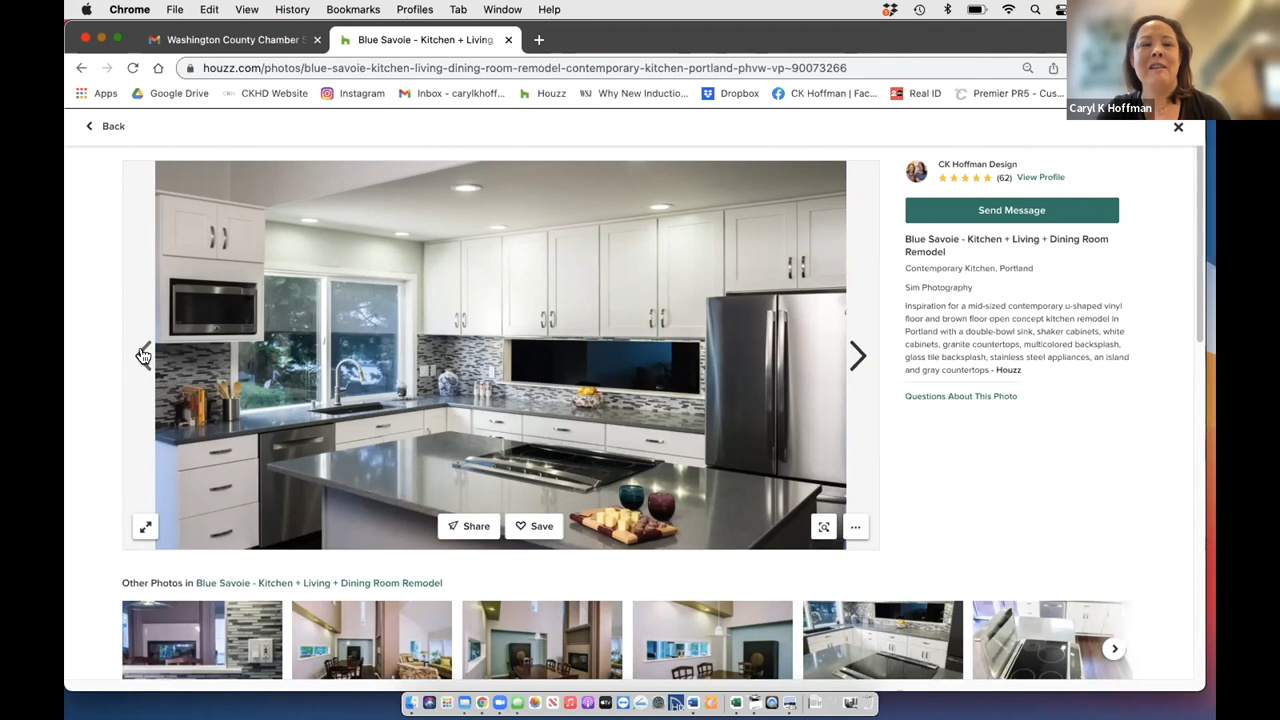 Chrome File Edit View History Bookmarks Profiles Tab Window Help
Washington County Chamber
Blue Savoie - Kitchen + Living
houzz.com/photos/blue-savoie-kitchen-living-dining-room-remodel-contemporary-kitchen-portland-phvw-vp~90073266
Apps Google Drive CKHD Website Instagram Inbox - carylkhoff... Houzz WSJ Why New Inductio... Dropbox CK Hoffman | Fac... Real ID Premier PR5 - Cus...
Caryl K Hoffman
Back
CK Hoffman Design
(62) View Profile
Send Message
Blue Savoie - Kitchen + Living + Dining Room
Remodel
Contemporary Kitchen, Portland
Sim Photography
Inspiration for a mid-sized contemporary u-shaped vinyl
floor and brown floor open concept kitchen remodel in
Portland with a double-bowl sink, shaker cabinets, white
cabinets, granite countertops, multicolored backsplash,
glass tile backsplash, stainless steel appliances, an island
and gray countertops - Houzz
Questions About This Photo
Share Save
Other Photos in Blue Savoie - Kitchen + Living + Dining Room Remodel